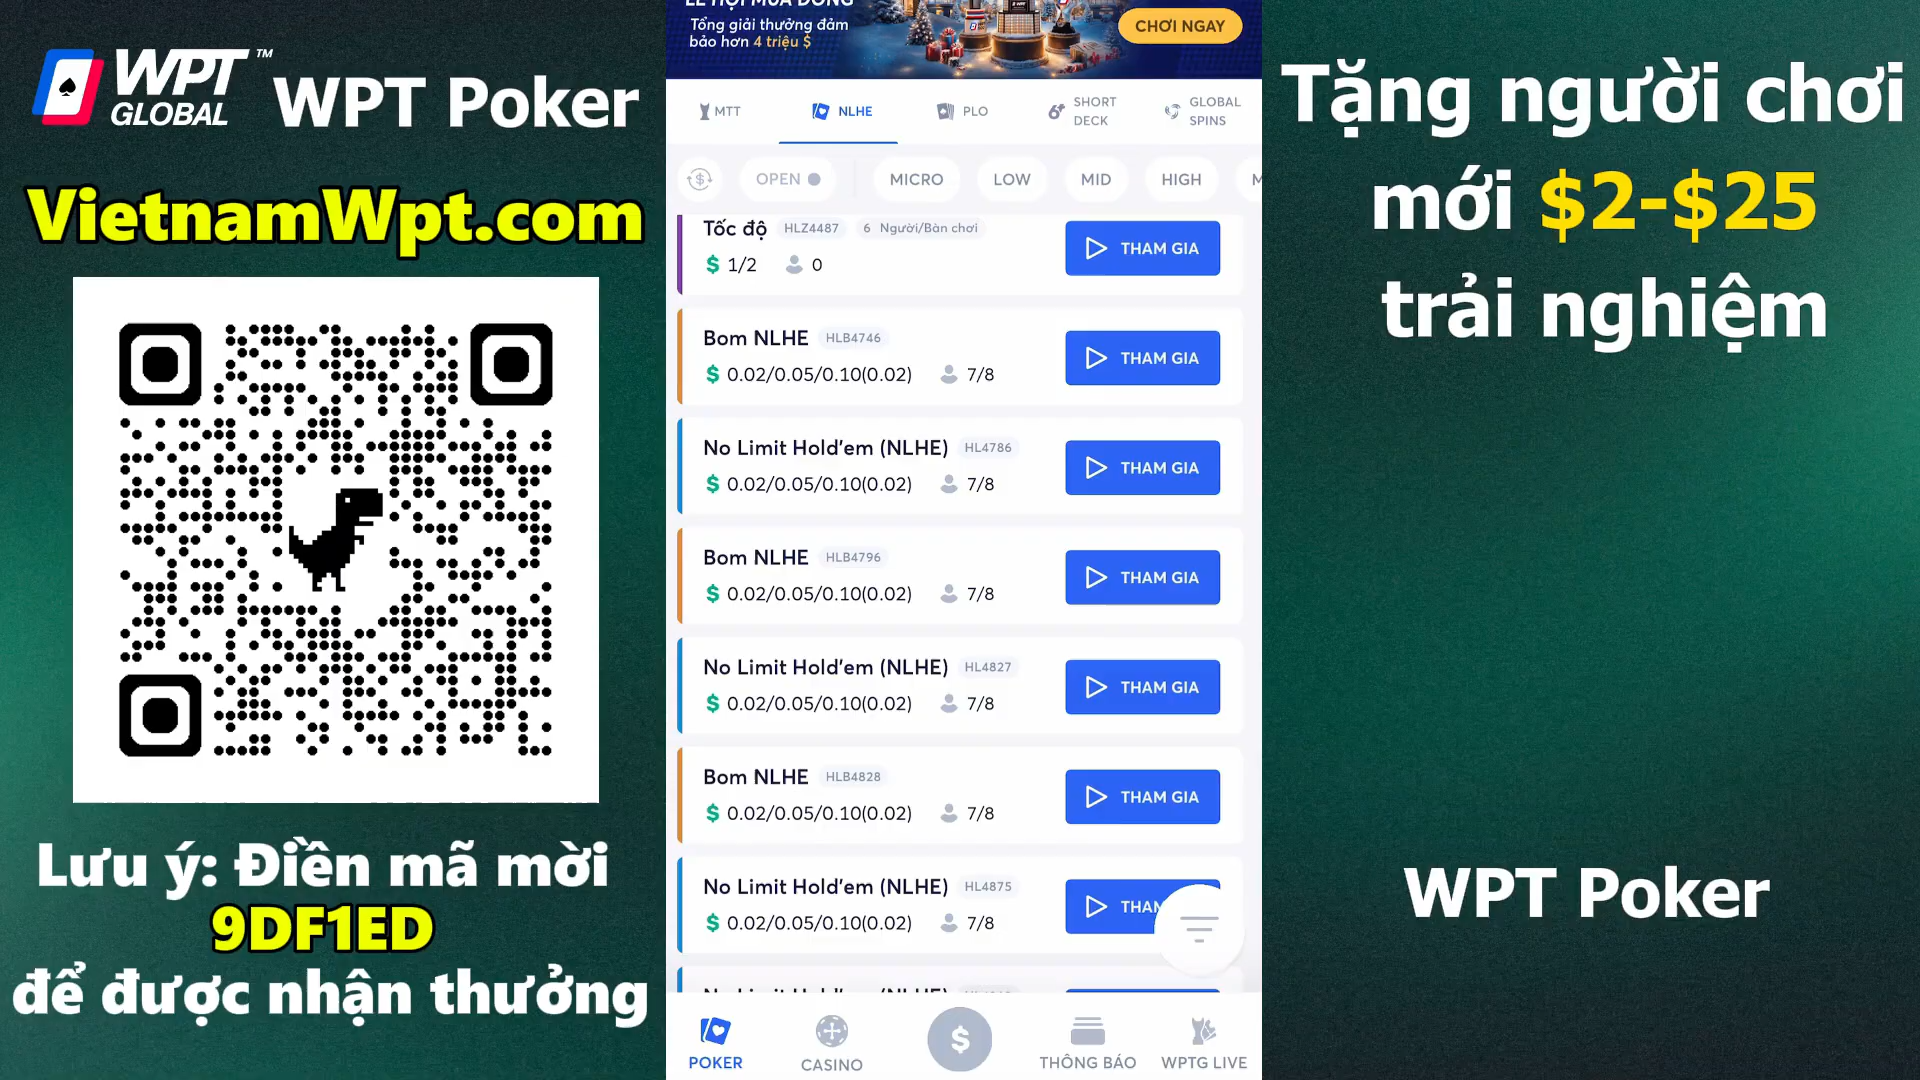 WPT™
GLOBAL
WPT Poker
VietnamWpt.com
Lưu ý: Điền mã mời
9DF1ED
để được nhận thưởng
Tổng giải thưởng đảm
bảo hơn 4 triệu $
CHƠI NGAY
MTT
NLHE
PLO
SHORT
DECK
GLOBAL
SPINS
OPEN
MICRO
LOW
MID
HIGH
Tốc độ HLZ4487 6 Người/Bàn chơi
$ 1/2 0
THAM GIA
Bom NLHE HLB4746
$ 0.02/0.05/0.10(0.02) 7/8
THAM GIA
No Limit Hold'em (NLHE) HL4786
$ 0.02/0.05/0.10(0.02) 7/8
THAM GIA
Bom NLHE HLB4796
$ 0.02/0.05/0.10(0.02) 7/8
THAM GIA
No Limit Hold'em (NLHE) HL4827
$ 0.02/0.05/0.10(0.02) 7/8
THAM GIA
Bom NLHE HLB4828
$ 0.02/0.05/0.10(0.02) 7/8
THAM GIA
No Limit Hold'em (NLHE) HL4875
$ 0.02/0.05/0.10(0.02) 7/8
POKER
CASINO
$
THÔNG BÁO
WPTG LIVE
Tặng người chơi
mới $2-$25
trải nghiệm
WPT Poker